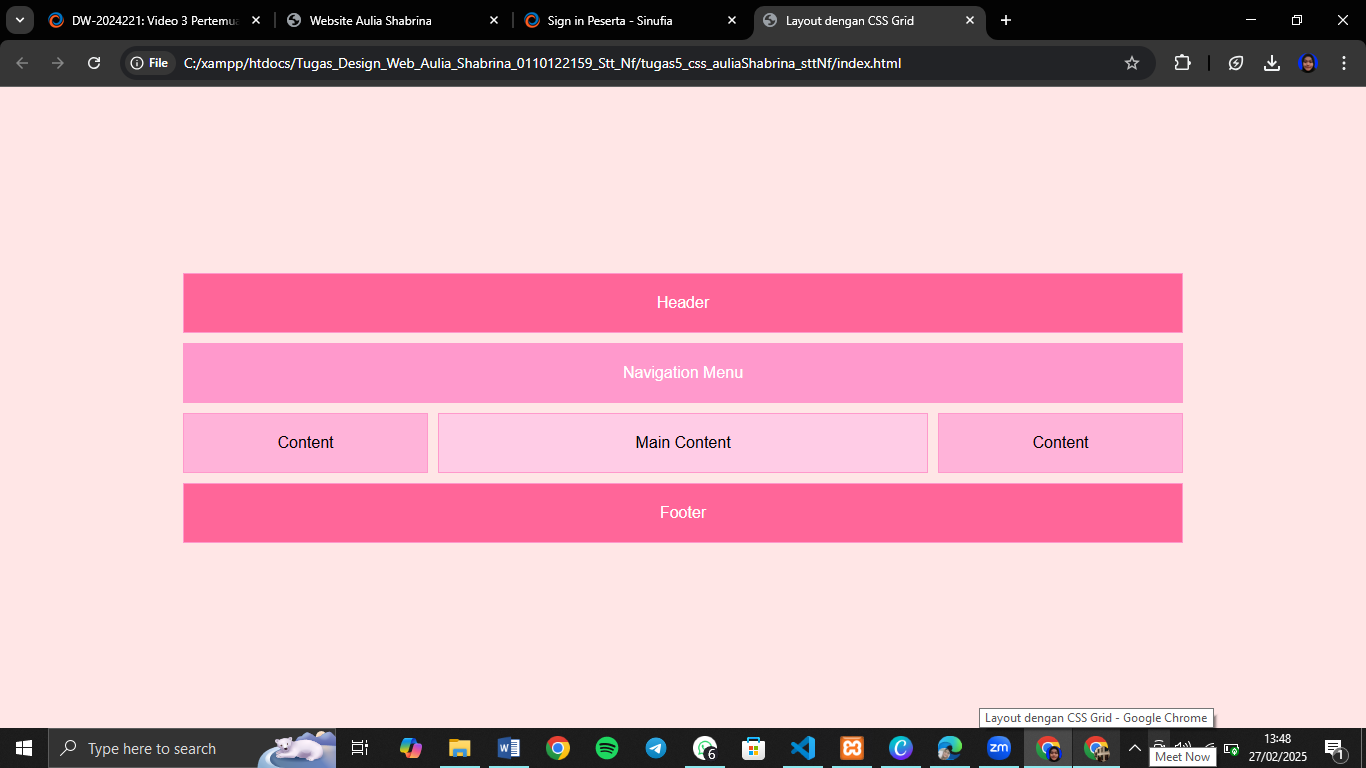 DW-2024221: Video 3 Pertemua
Website Aulia Shabrina
Sign in Peserta - Sinufia
Layout dengan CSS Grid
File
C:/xampp/htdocs/Tugas_Design_Web_Aulia_Shabrina_0110122159_Stt_Nf/tugas5_css_auliaShabrina_sttNf/index.html
Header
Navigation Menu
Content
Main Content
Content
Footer
Layout dengan CSS Grid - Google Chrome
Type here to search
W
6
zm
13:48
27/02/2025
1
Meet Now